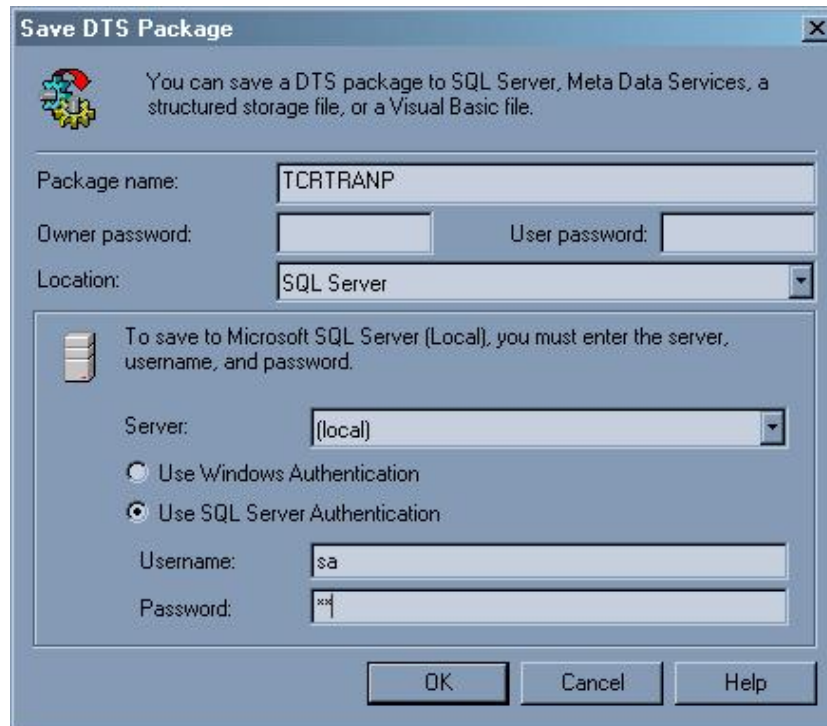 Save DTS Package
You can save a DTS package to SQL Server, Meta Data Services, a
structured storage file, or a Visual Basic file.
Package name: TCRTRANP
Owner password: User password:
Location: SQL Server
To save to Microsoft SQL Server (Local), you must enter the server,
username, and password.
Server: (local)
Use Windows Authentication
Use SQL Server Authentication
Username: sa
Password: **
OK Cancel Help